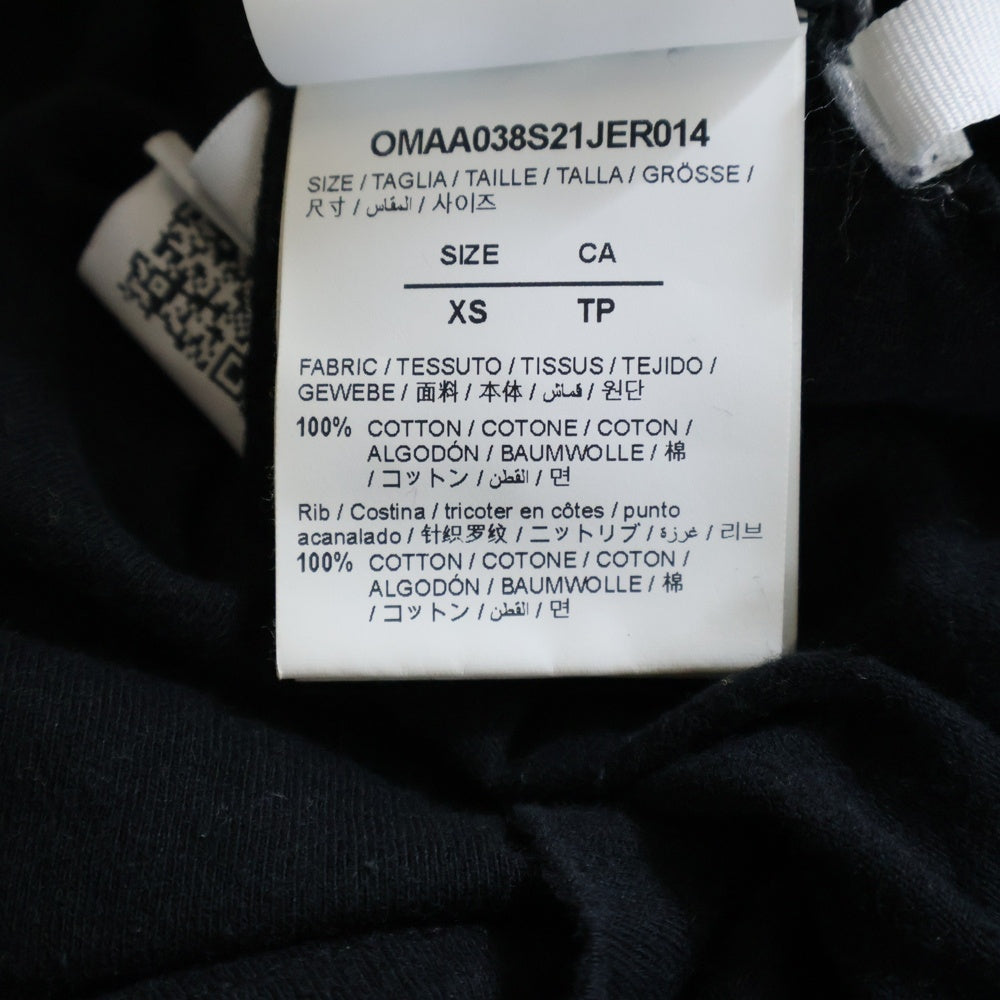 OMAA038S21JER014
SIZE / TAGLIA / TAILLE / TALLA / GRÖSSE /
尺寸 / المقاس / 사이즈
SIZE CA
XS TP
FABRIC / TESSUTO / TISSUS / TEJIDO /
GEWEBE / 面料 / 本体 / قماش / 원단
100% COTTON / COTONE / COTON /
ALGODÓN / BAUMWOLLE / 棉
/ コットン / القطن / 면
Rib / Costina / tricoter en côtes / punto
acanalado / 针织罗纹 / ニットリブ / غرزة / 리브
100% COTTON / COTONE / COTON /
ALGODÓN / BAUMWOLLE / 棉
/ コットン / القطن / 면